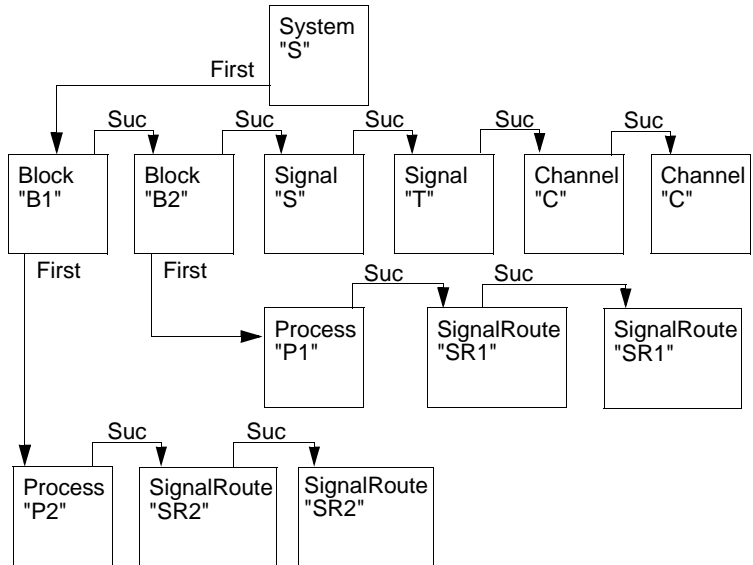 System
"S"
First
Suc
Suc
Suc
Suc
Suc
Block
"B1"
Block
"B2"
Signal
"S"
Signal
"T"
Channel
"C"
Channel
"C"
First
First
Suc
Suc
Process
"P1"
SignalRoute
"SR1"
SignalRoute
"SR1"
Suc
Suc
Process
"P2"
SignalRoute
"SR2"
SignalRoute
"SR2"